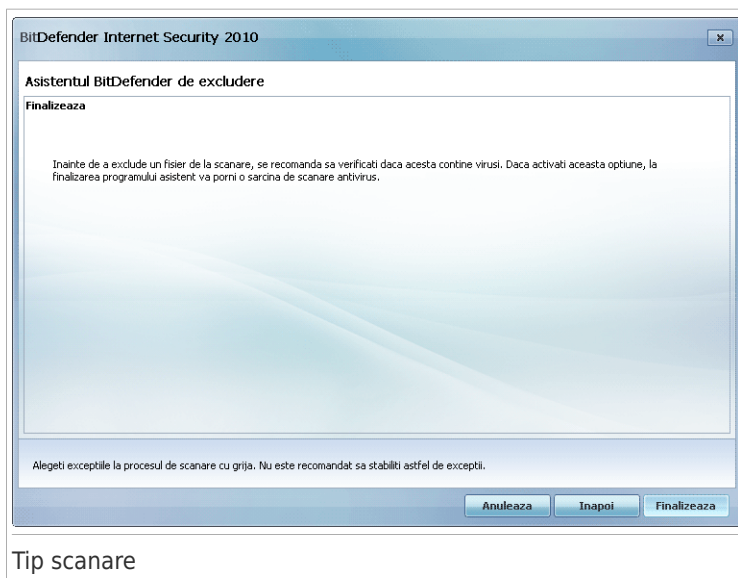 BitDefender Internet Security 2010
x
Asistentul BitDefender de excludere
Finalizeaza
Inainte de a exclude un fisier de la scanare, se recomanda sa verificati daca acesta contine virusi. Daca activati aceasta optiune, la
finalizarea programului asistent va porni o sarcina de scanare antivirus.
Alegeti exceptiile la procesul de scanare cu grija. Nu este recomandat sa stabiliti astfel de exceptii.
Anuleaza Inapoi Finalizeaza
Tip scanare